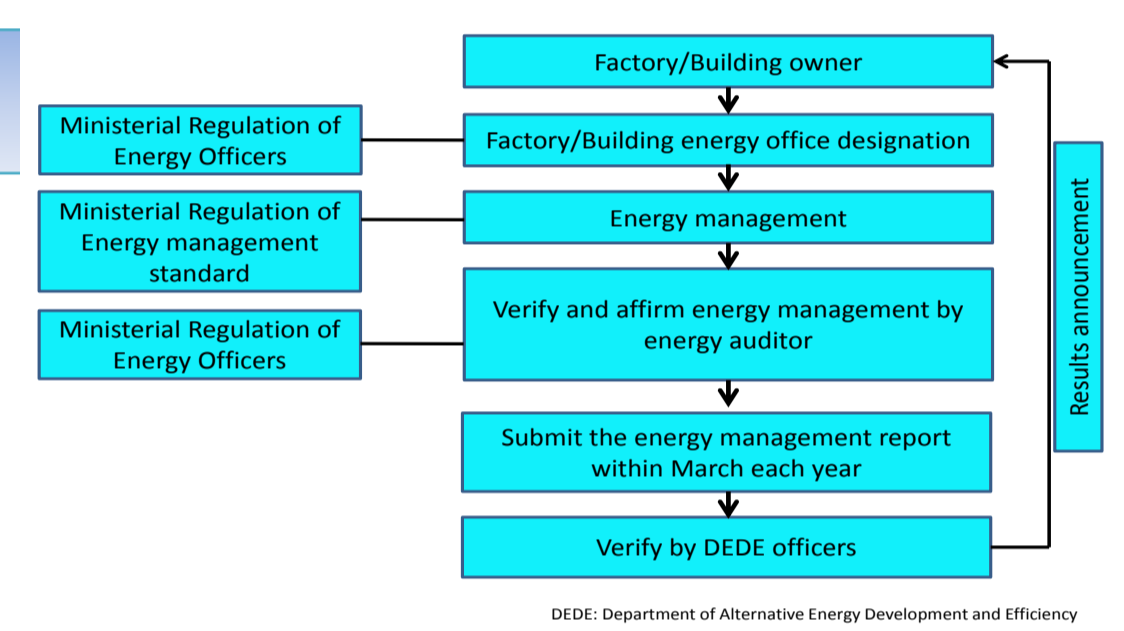 Factory/Building owner
Ministerial Regulation of
Energy Officers
Factory/Building energy office designation
Ministerial Regulation of
Energy management
standard
Energy management
Ministerial Regulation of
Energy Officers
Verify and affirm energy management by
energy auditor
Submit the energy management report
within March each year
Verify by DEDE officers
Results announcement
DEDE: Department of Alternative Energy Development and Efficiency